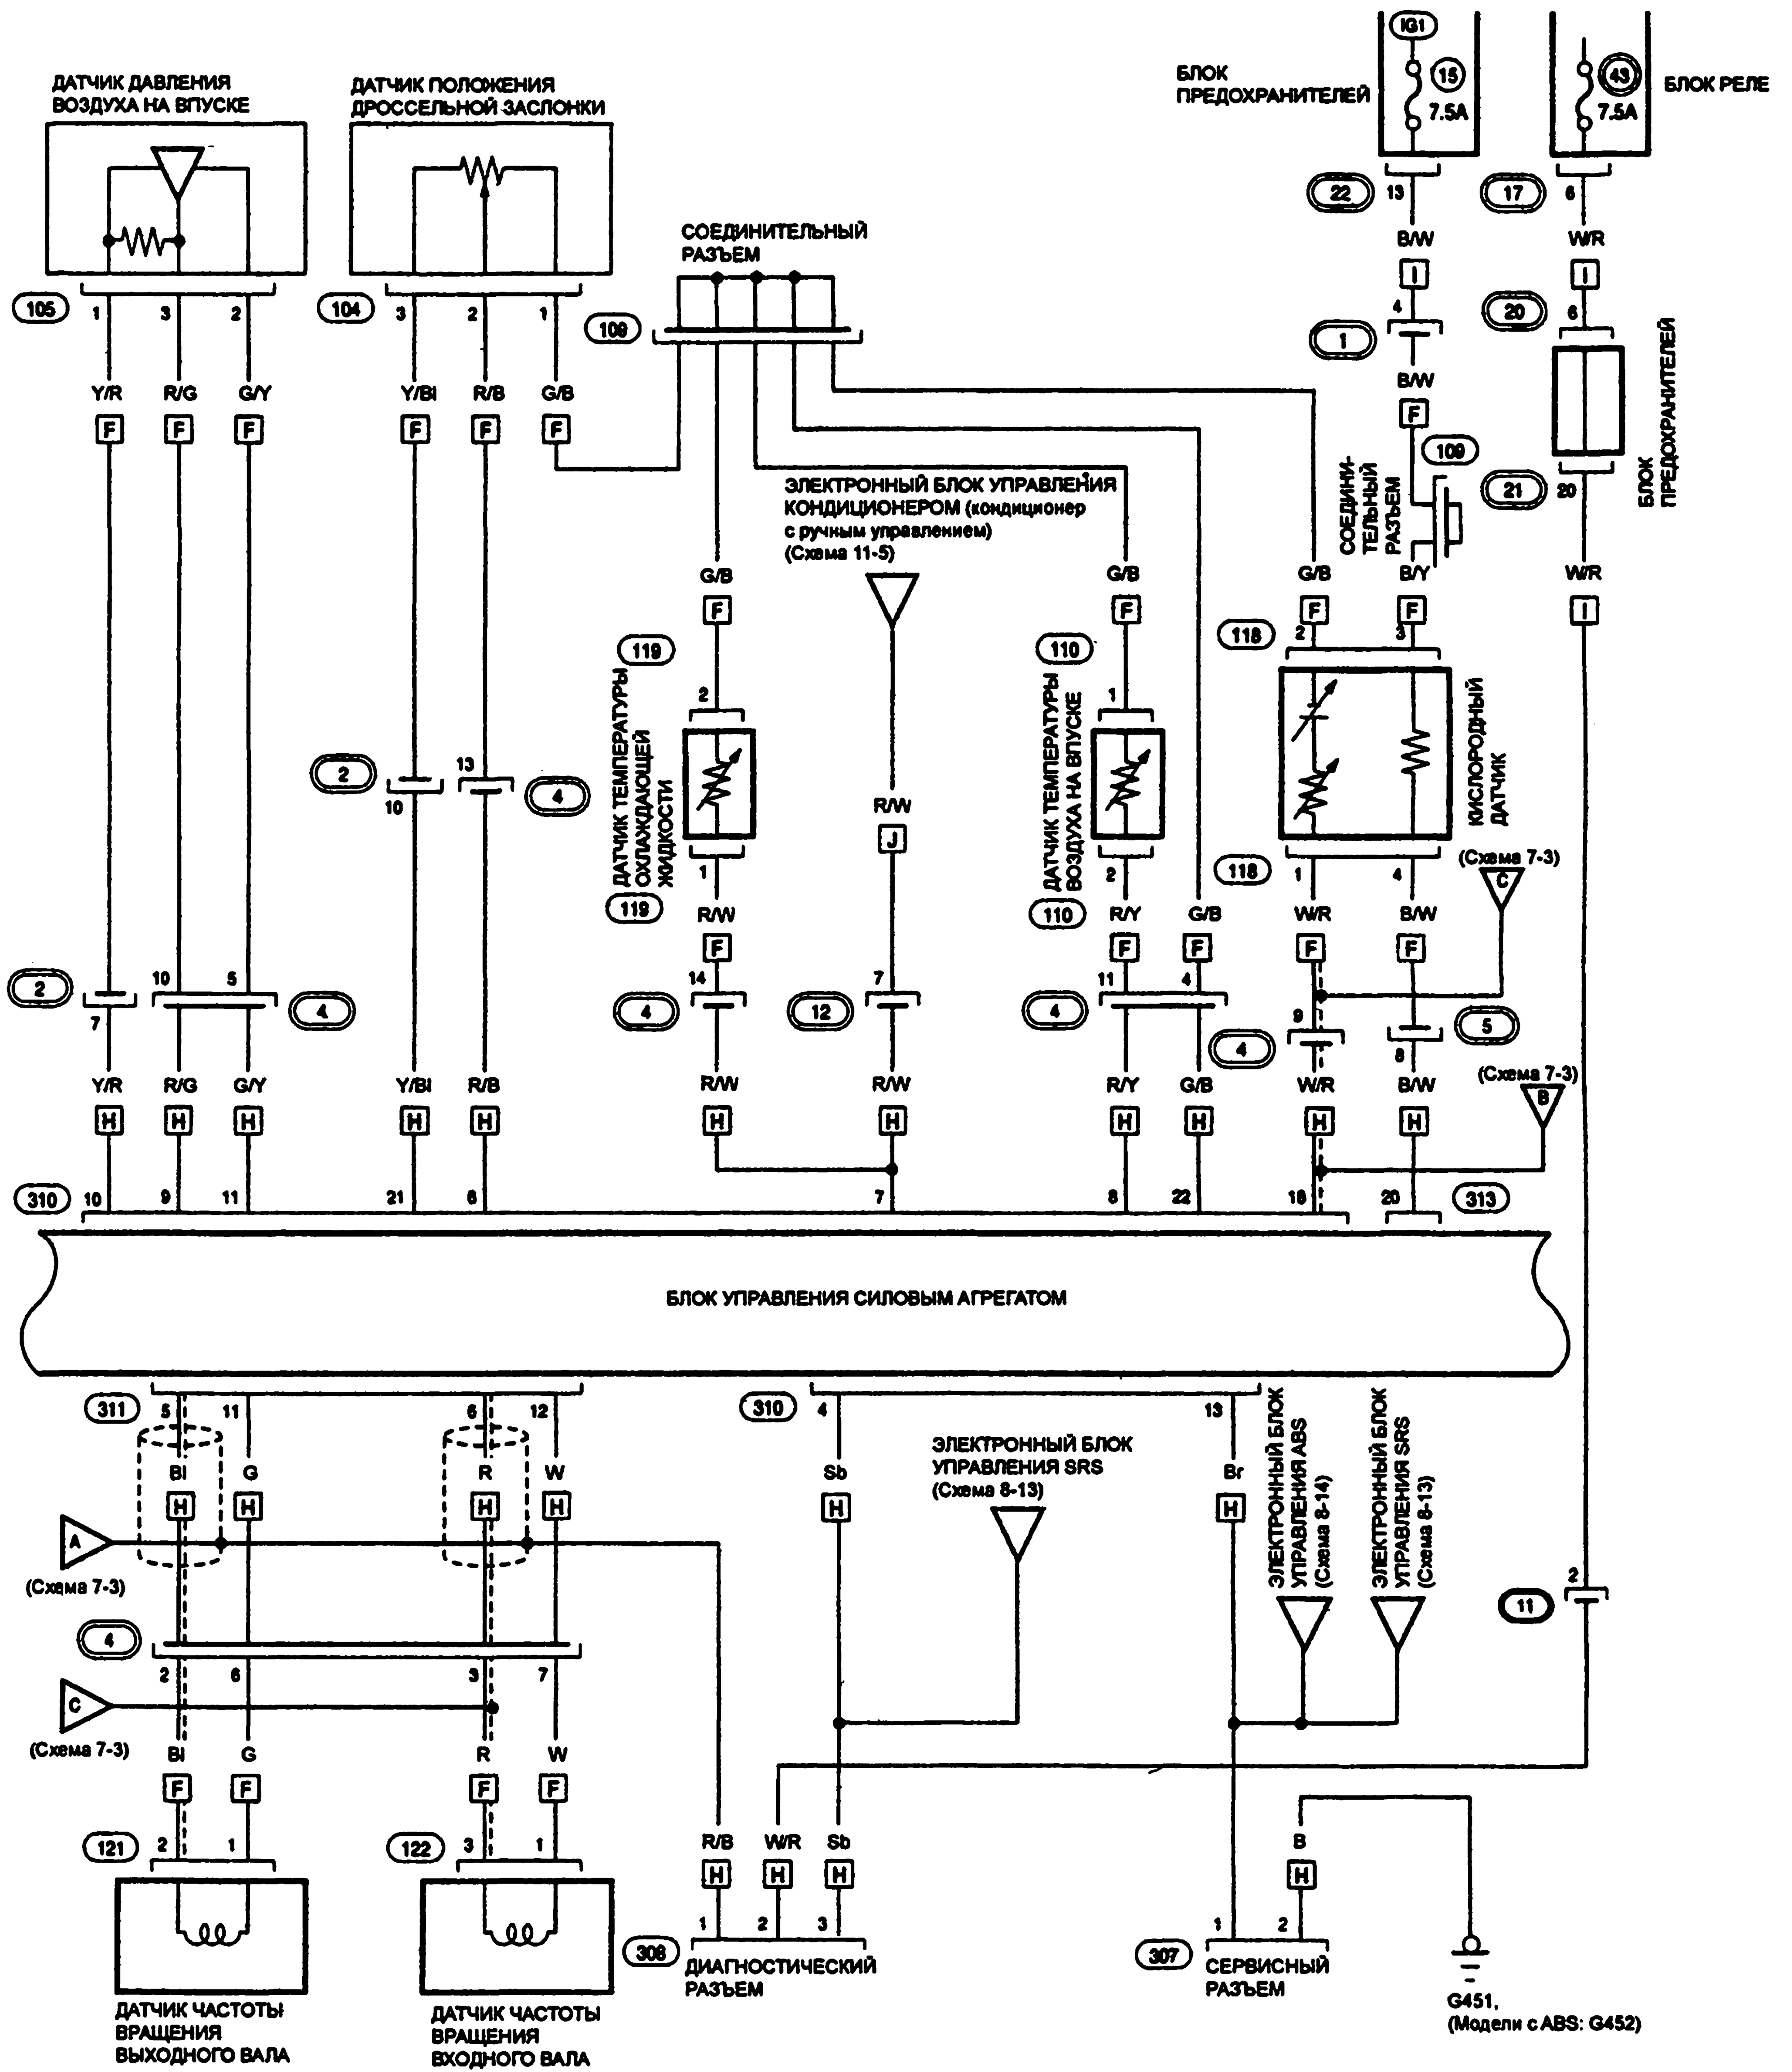 IG1
15
7.5A
БЛОК
ПРЕДОХРАНИТЕЛЕЙ
43
7.5A
БЛОК РЕЛЕ
ДАТЧИК ДАВЛЕНИЯ
ВОЗДУХА НА ВПУСКЕ
ДАТЧИК ПОЛОЖЕНИЯ
ДРОССЕЛЬНОЙ ЗАСЛОНКИ
22
13
17
6
СОЕДИНИТЕЛЬНЫЙ
РАЗЪЕМ
B/W
W/R
I
I
105
1
3
2
104
3
2
1
109
4
1
20
6
БЛОК
ПРЕДОХРАНИТЕЛЕЙ
Y/R
R/G
G/Y
Y/Bl
R/B
G/B
B/W
F
F
F
F
F
F
F
109
СОЕДИНИ-
ТЕЛЬНЫЙ
РАЗЪЕМ
21
20
ЭЛЕКТРОННЫЙ БЛОК УПРАВЛЕНИЯ
КОНДИЦИОНЕРОМ (кондиционер
с ручным управлением)
(Схема 11-5)
G/B
G/B
G/B
B/Y
W/R
F
F
F
F
I
119
110
118
2
3
ДАТЧИК ТЕМПЕРАТУРЫ
ОХЛАЖДАЮЩЕЙ
ЖИДКОСТИ
2
ДАТЧИК ТЕМПЕРАТУРЫ
ВОЗДУХА НА ВПУСКЕ
1
КИСЛОРОДНЫЙ
ДАТЧИК
2
10
13
4
R/W
J
119
1
110
2
118
1
4
(Схема 7-3)
C
R/W
R/Y
G/B
W/R
B/W
F
F
F
F
F
2
7
10
5
4
14
4
7
12
11
4
4
9
4
8
5
(Схема 7-3)
B
Y/R
R/G
G/Y
Y/Bl
R/B
R/W
R/W
R/Y
G/B
W/R
B/W
H
H
H
H
H
H
H
H
H
H
H
310
10
9
11
21
6
7
8
22
18
20
313
БЛОК УПРАВЛЕНИЯ СИЛОВЫМ АГРЕГАТОМ
311
5
11
6
12
310
4
13
Bl
G
R
W
Sb
Br
H
H
H
H
H
H
ЭЛЕКТРОННЫЙ БЛОК
УПРАВЛЕНИЯ SRS
(Схема 8-13)
ЭЛЕКТРОННЫЙ БЛОК
УПРАВЛЕНИЯ ABS
(Схема 8-14)
ЭЛЕКТРОННЫЙ БЛОК
УПРАВЛЕНИЯ SRS
(Схема 8-13)
A
(Схема 7-3)
2
11
4
2
6
3
7
C
(Схема 7-3)
Bl
G
R
W
F
F
F
F
R/B
W/R
Sb
B
H
H
H
H
121
2
1
122
3
1
308
1
2
3
ДИАГНОСТИЧЕСКИЙ
РАЗЪЕМ
307
1
2
СЕРВИСНЫЙ
РАЗЪЕМ
G451,
(Модели с ABS: G452)
ДАТЧИК ЧАСТОТЫ
ВРАЩЕНИЯ
ВЫХОДНОГО ВАЛА
ДАТЧИК ЧАСТОТЫ
ВРАЩЕНИЯ
ВХОДНОГО ВАЛА